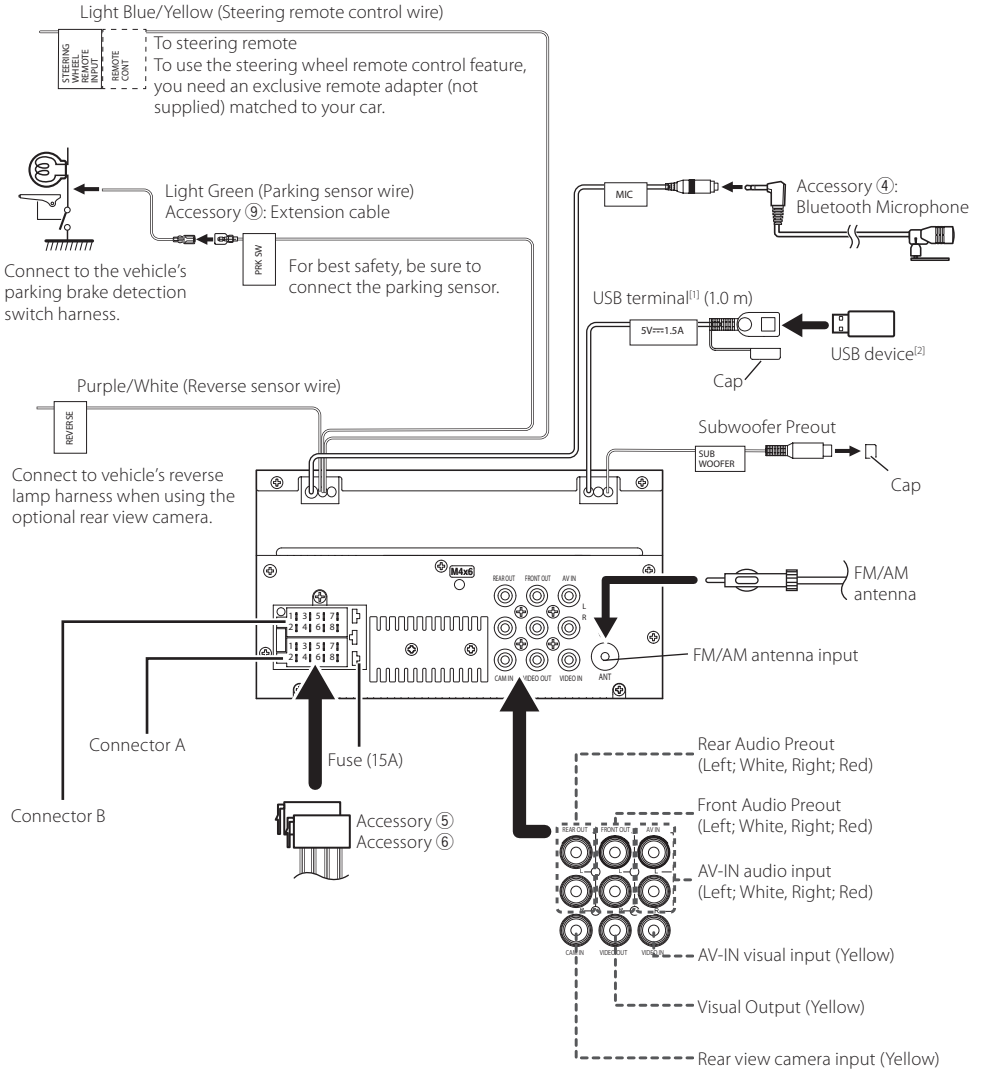 Light Blue/Yellow (Steering remote control wire)
STEERING
WHEEL
REMOTE
INPUT
REMOTE
CONT
To steering remote
To use the steering wheel remote control feature,
you need an exclusive remote adapter (not
supplied) matched to your car.
Light Green (Parking sensor wire)
Accessory ⑨: Extension cable
PRK SW
Connect to the vehicle's
parking brake detection
switch harness.
For best safety, be sure to
connect the parking sensor.
MIC
Accessory ④:
Bluetooth Microphone
USB terminal[1] (1.0 m)
5V⎓1.5A
USB device[2]
Cap
Purple/White (Reverse sensor wire)
REVERSE
Connect to vehicle's reverse
lamp harness when using the
optional rear view camera.
Subwoofer Preout
SUB
WOOFER
Cap
M4x6
REAR OUT FRONT OUT AV IN
L
R
CAM IN VIDEO OUT VIDEO IN
ANT
1 3 5 7
2 4 6 8
1 3 5 7
2 4 6 8
FM/AM
antenna
FM/AM antenna input
Connector A
Connector B
Fuse (15A)
Accessory ⑤
Accessory ⑥
Rear Audio Preout
(Left; White, Right; Red)
Front Audio Preout
(Left; White, Right; Red)
AV-IN audio input
(Left; White, Right; Red)
AV-IN visual input (Yellow)
Visual Output (Yellow)
Rear view camera input (Yellow)
REAR OUT FRONT OUT AV IN
L L L
R R R
CAM IN VIDEO OUT VIDEO IN